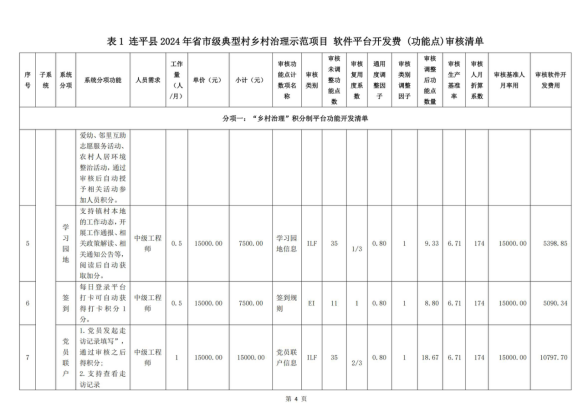 表 1 连平县 2024 年省市级典型村乡村治理示范项目 软件平台开发费 (功能点)审核清单
序号 子系统 系统分项 系统分项功能 人员需求 工作量（人/月） 单价（元） 小计（元） 审核功能点计数项名称 审核类别 审核未调整功能点数 审核复用度系数 通用度调整因子 审核类别调整因子 审核调整后功能点数量 审核生产基准率 审核人月折算系数 审核基准人月率用 审核软件开发费用
分项一：“乡村治理”积分制平台功能开发清单
爱助、邻里互助
志愿服务活动、
农村人居环境
整治活动，通过
审核后自动授
予相关活动参
加人员积分。
5 学习园地 支持镇村本地的工作动态，开展工作通报、相关政策解读、相关通知公告等，阅读后自动获取加分。 中级工程师 0.5 15000.00 7500.00 学习园地信息 ILF 35 1/3 0.80 1 9.33 6.71 174 15000.00 5398.85
6 签到 每日登录平台打卡可自动获得打卡积分 1 分。 中级工程师 0.5 15000.00 7500.00 签到规则 EI 11 1 0.80 1 8.80 6.71 174 15000.00 5090.34
7 党员联户 1.党员发起走访记录填写”，通过审核之得积分; 2.支持查看走访记录 中级工程师 1 15000.00 15000.00 党员联户信息 ILF 35 2/3 0.80 1 18.67 6.71 174 15000.00 10797.70
第 4 页